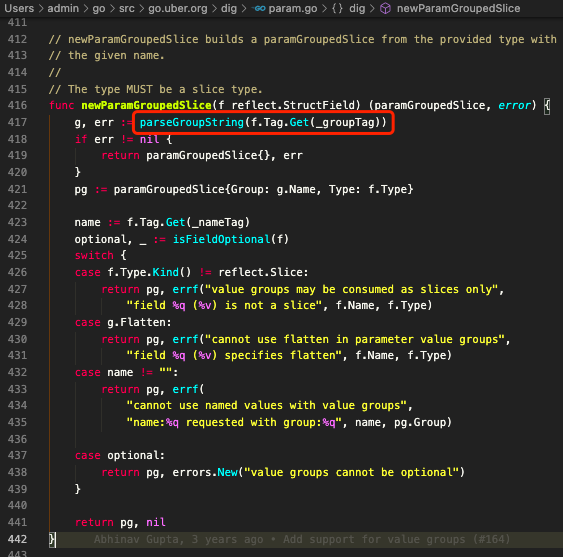 Users > admin > go > src > go.uber.org > dig > param.go > {} dig > newParamGroupedSlice
411
412 // newParamGroupedSlice builds a paramGroupedSlice from the provided type with
413 // the given name.
414 //
415 // The type MUST be a slice type.
416 func newParamGroupedSlice(f reflect.StructField) (paramGroupedSlice, error) {
417     g, err := parseGroupString(f.Tag.Get(_groupTag))
418     if err != nil {
419         return paramGroupedSlice{}, err
420     }
421     pg := paramGroupedSlice{Group: g.Name, Type: f.Type}
422
423     name := f.Tag.Get(_nameTag)
424     optional, _ := isFieldOptional(f)
425     switch {
426     case f.Type.Kind() != reflect.Slice:
427         return pg, errf("value groups may be consumed as slices only",
428             "field %q (%v) is not a slice", f.Name, f.Type)
429     case g.Flatten:
430         return pg, errf("cannot use flatten in parameter value groups",
431             "field %q (%v) specifies flatten", f.Name, f.Type)
432     case name != "":
433         return pg, errf(
434             "cannot use named values with value groups",
435             "name:%q requested with group:%q", name, pg.Group)
436
437     case optional:
438         return pg, errors.New("value groups cannot be optional")
439     }
440
441     return pg, nil
442 } Abhinav Gupta, 3 years ago • Add support for value groups (#164)
443